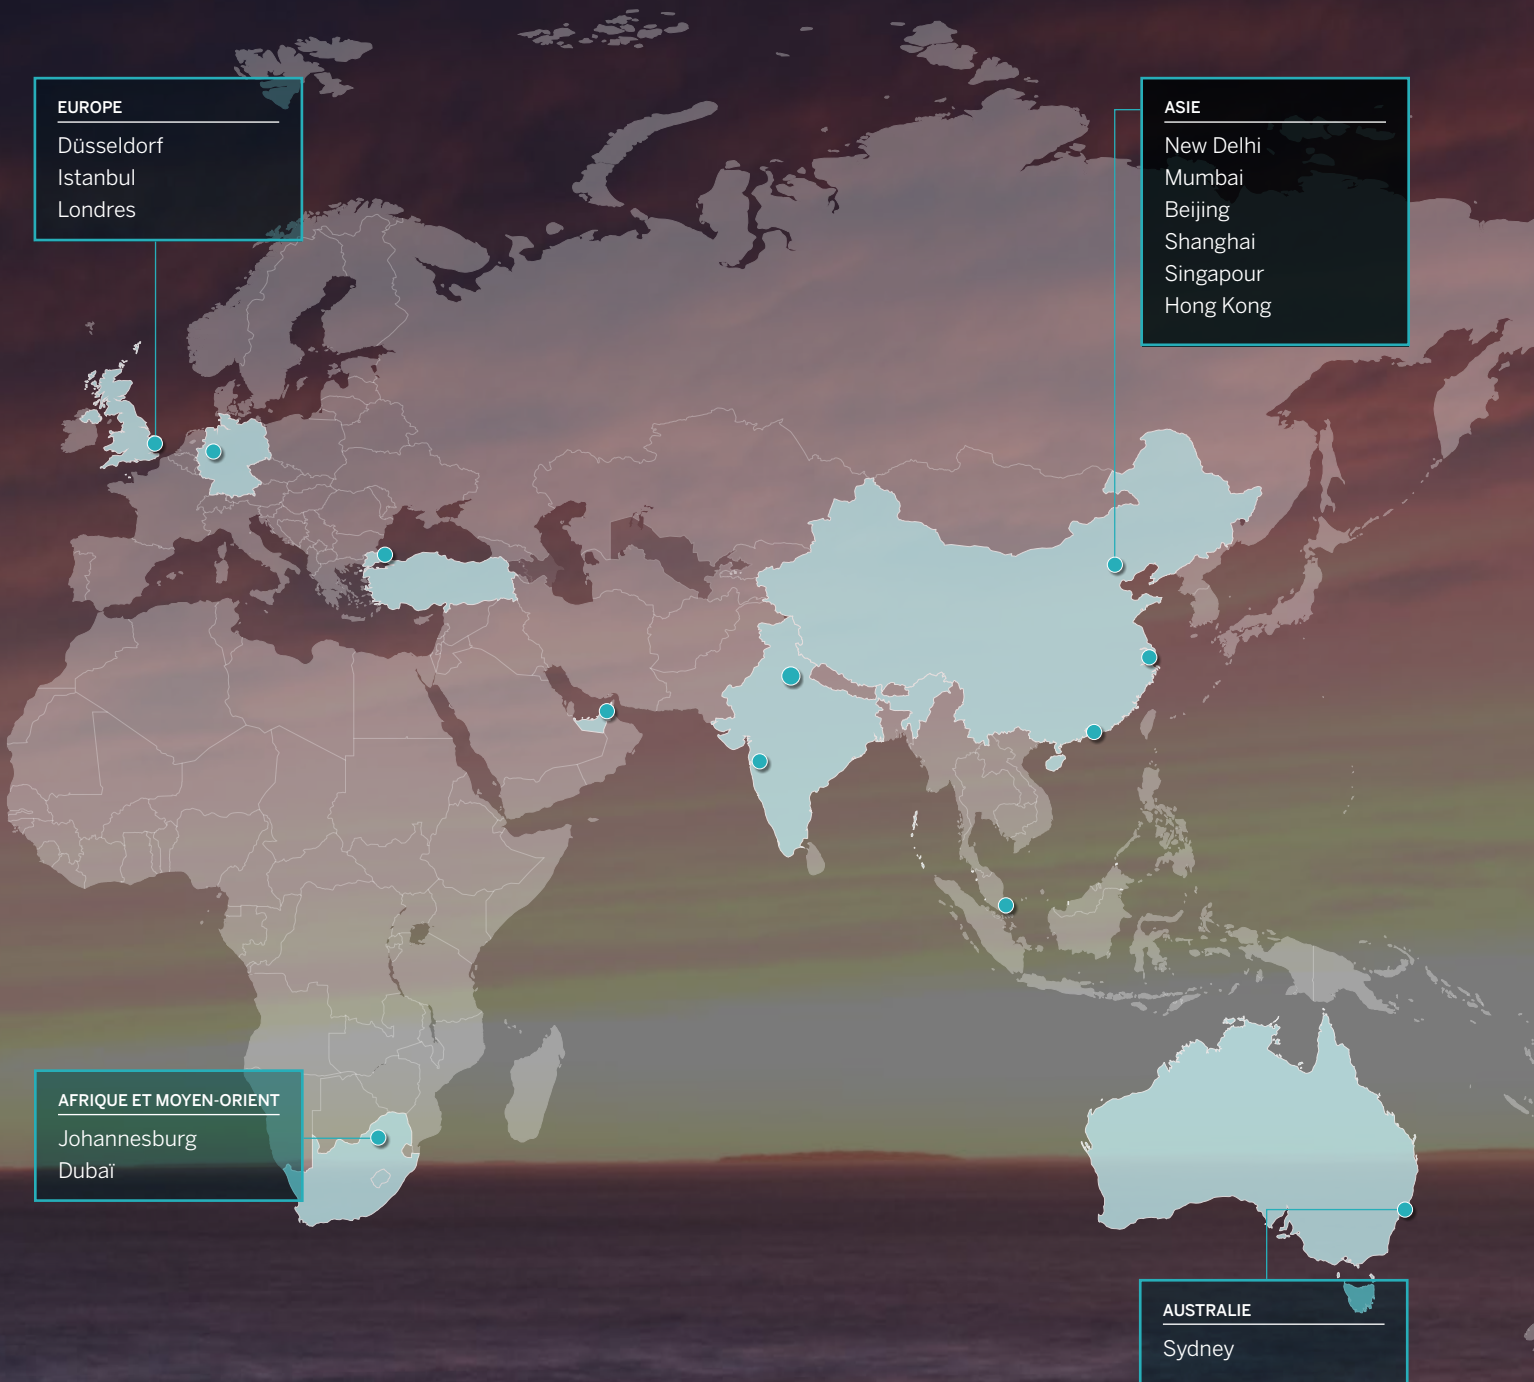 EUROPE
Düsseldorf
Istanbul
Londres
ASIE
New Delhi
Mumbai
Beijing
Shanghai
Singapour
Hong Kong
AFRIQUE ET MOYEN-ORIENT
Johannesburg
Dubaï
AUSTRALIE
Sydney